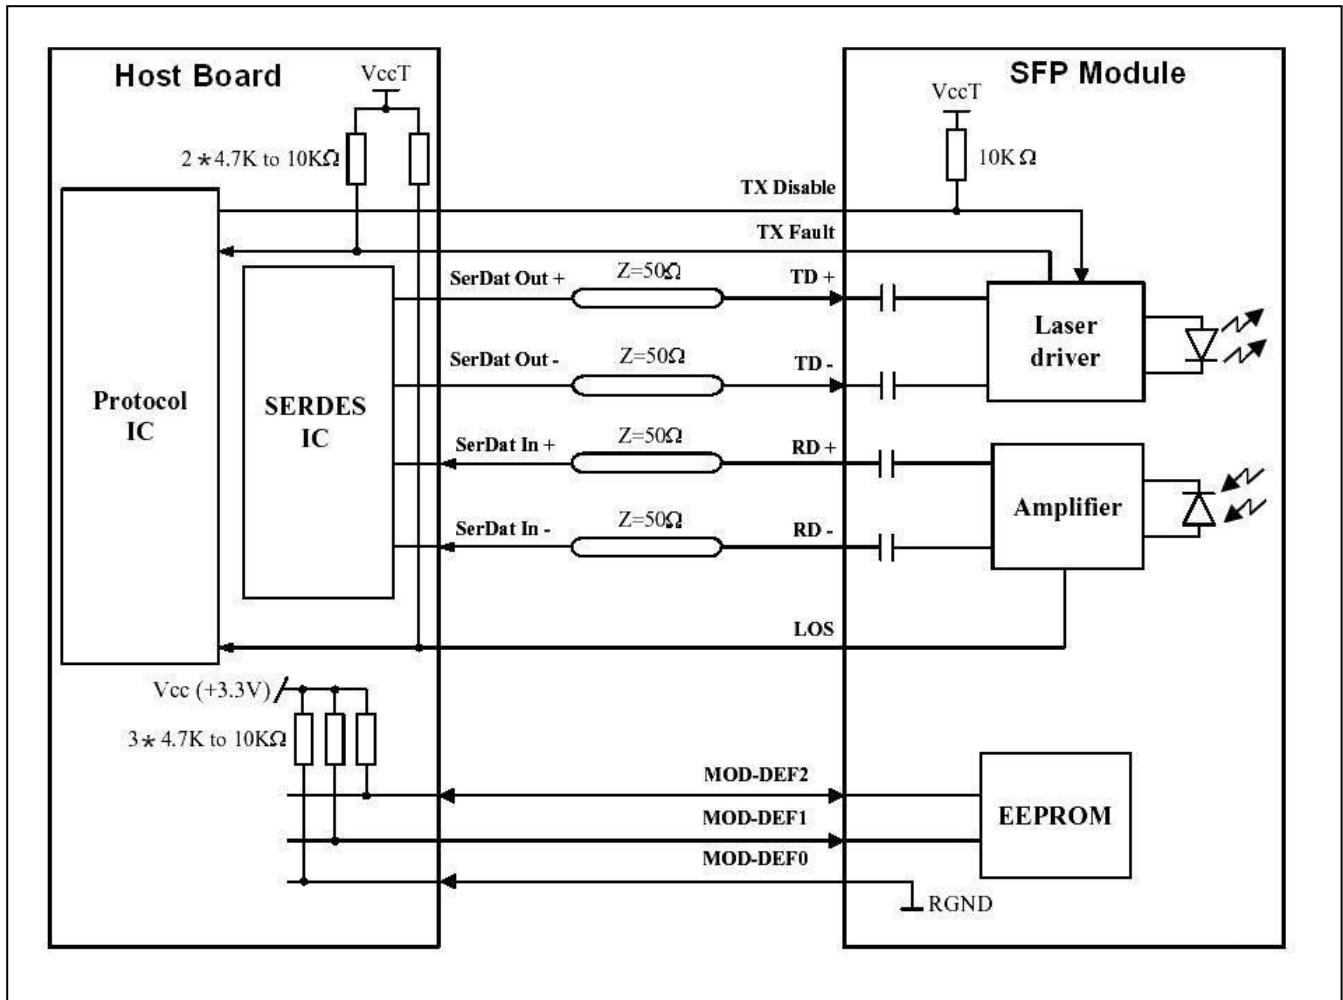 Host Board
SFP Module
VccT
VccT
2 * 4.7K to 10KΩ
10K Ω
TX Disable
TX Fault
SerDat Out +
Z=50Ω
TD +
Laser
driver
SerDat Out -
Z=50Ω
TD -
Protocol
IC
SERDES
IC
SerDat In +
Z=50Ω
RD +
Amplifier
SerDat In -
Z=50Ω
RD -
LOS
Vcc (+3.3V)
3 * 4.7K to 10KΩ
MOD-DEF2
MOD-DEF1
MOD-DEF0
EEPROM
RGND